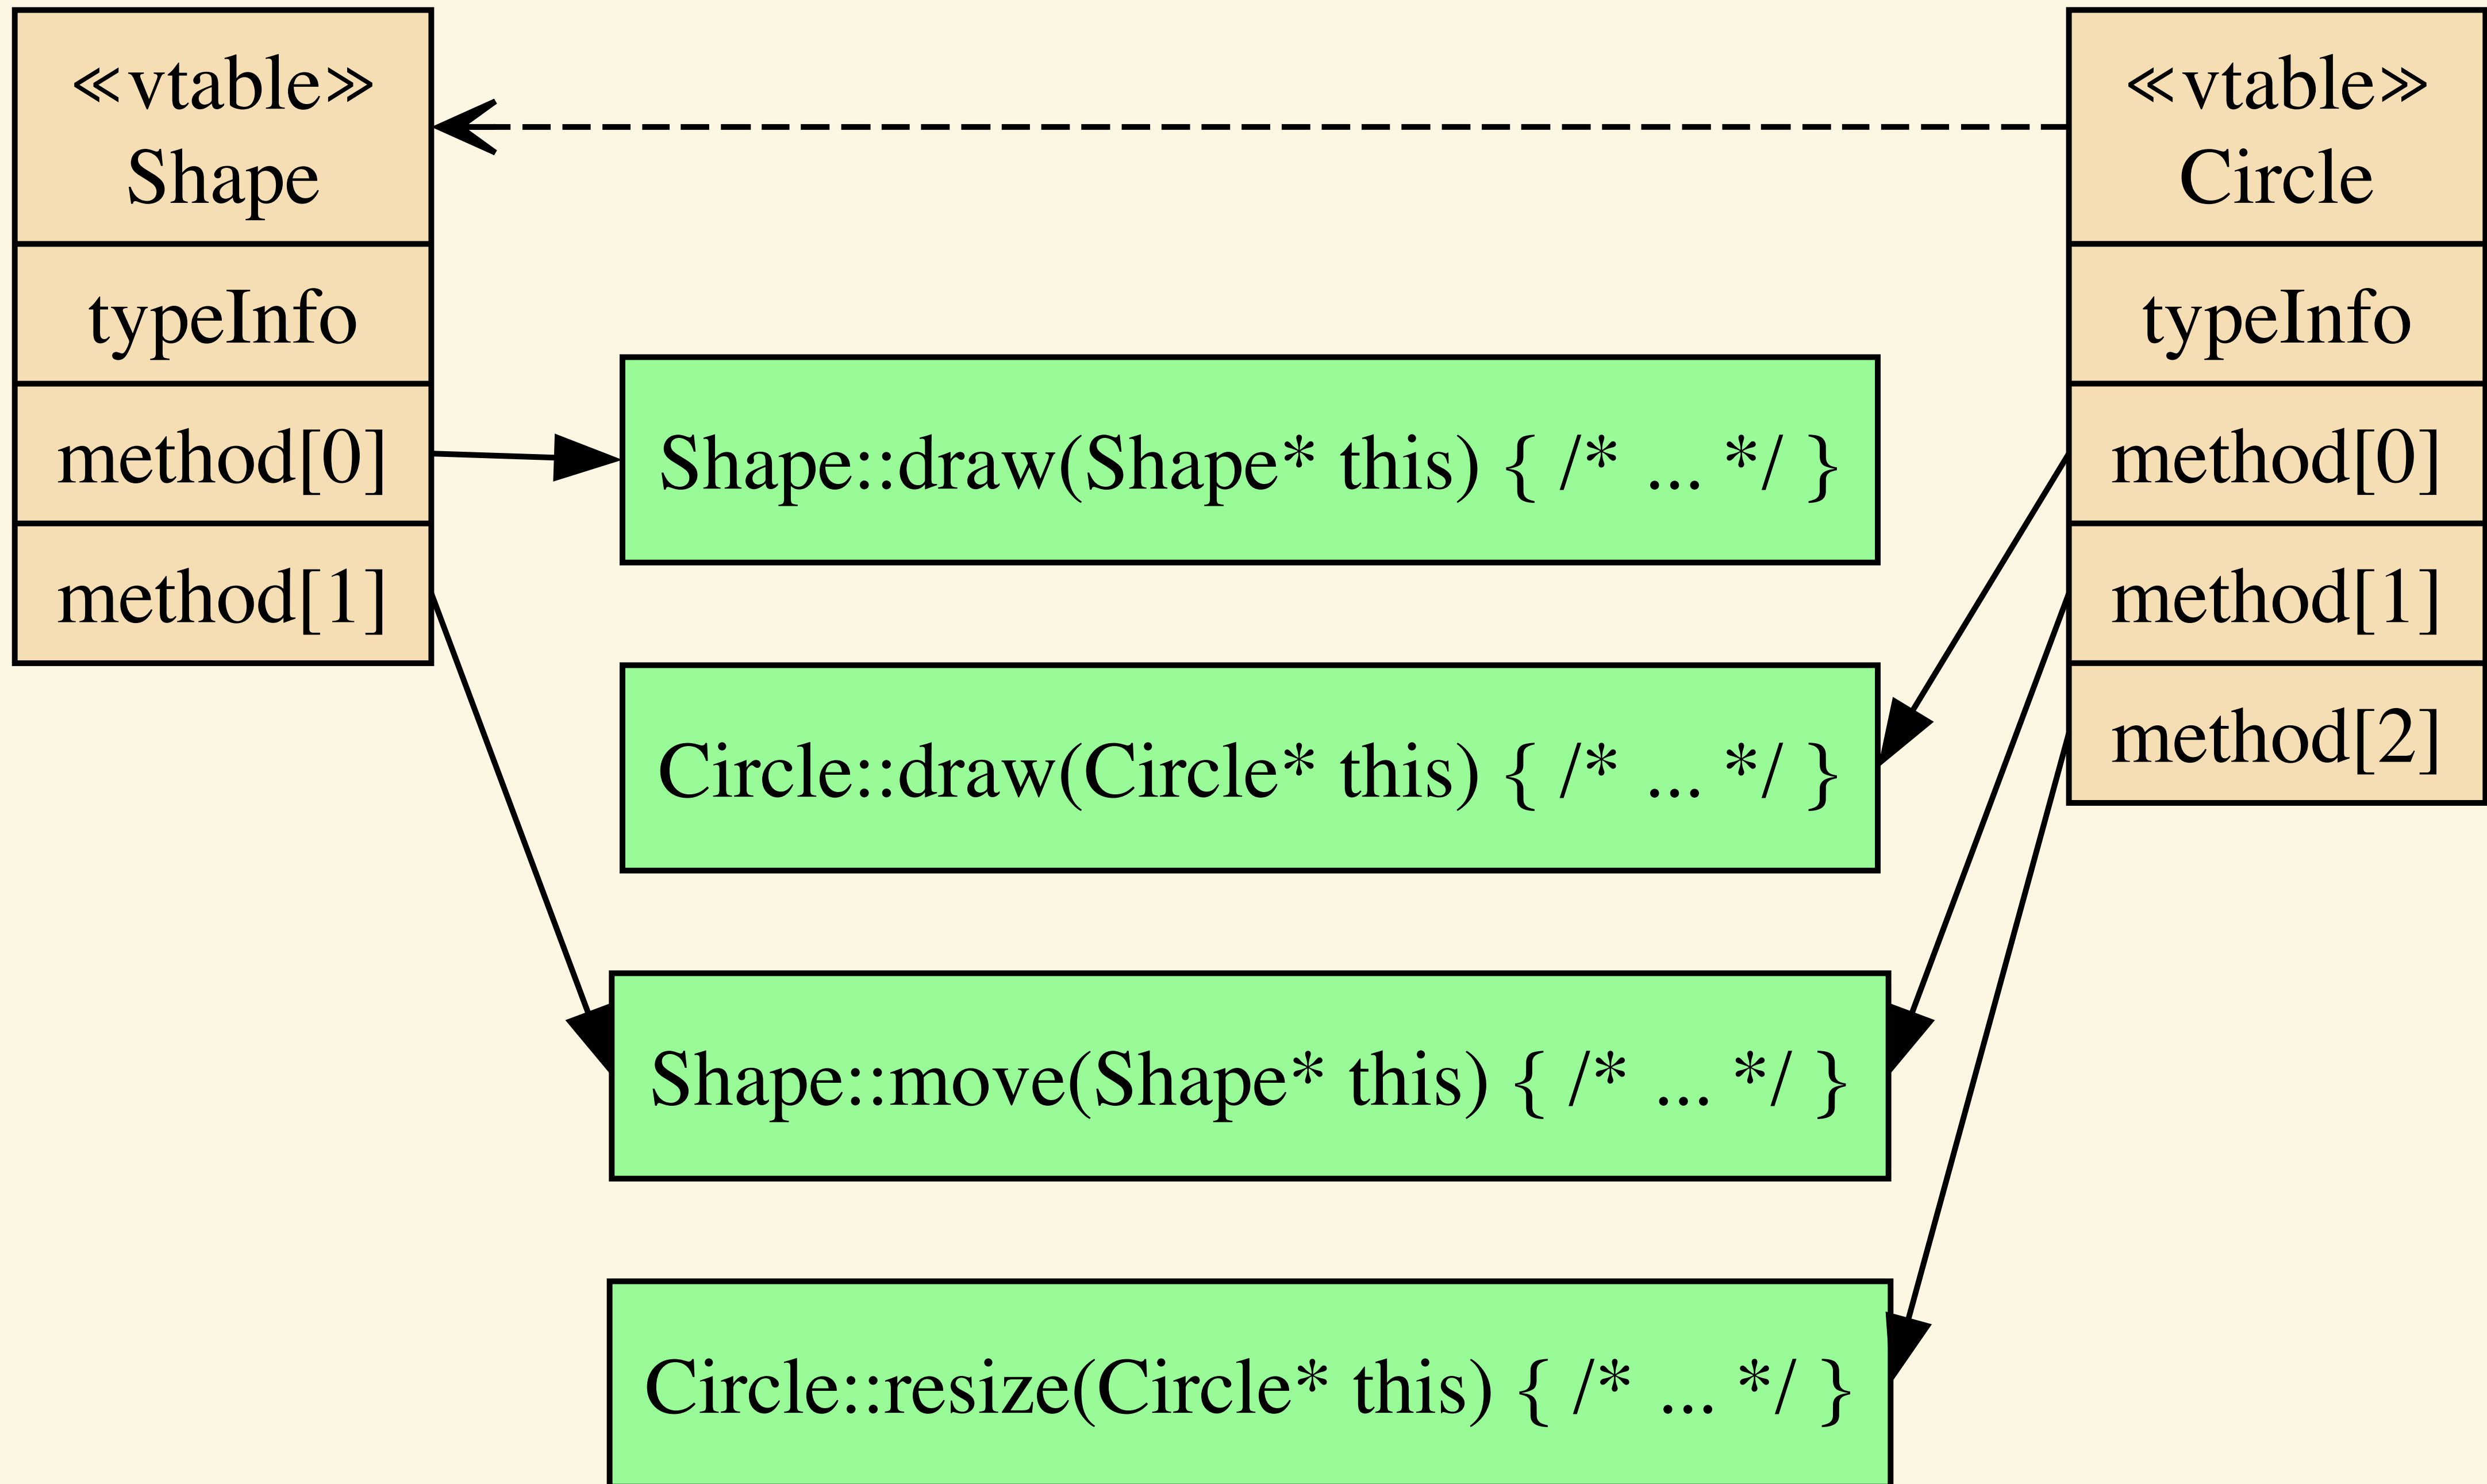 ≪vtable≫
Shape
typeInfo
method[0]
method[1]
Shape::draw(Shape* this) { /* ... */ }
Circle::draw(Circle* this) { /* ... */ }
Shape::move(Shape* this) { /* ... */ }
Circle::resize(Circle* this) { /* ... */ }
≪vtable≫
Circle
typeInfo
method[0]
method[1]
method[2]